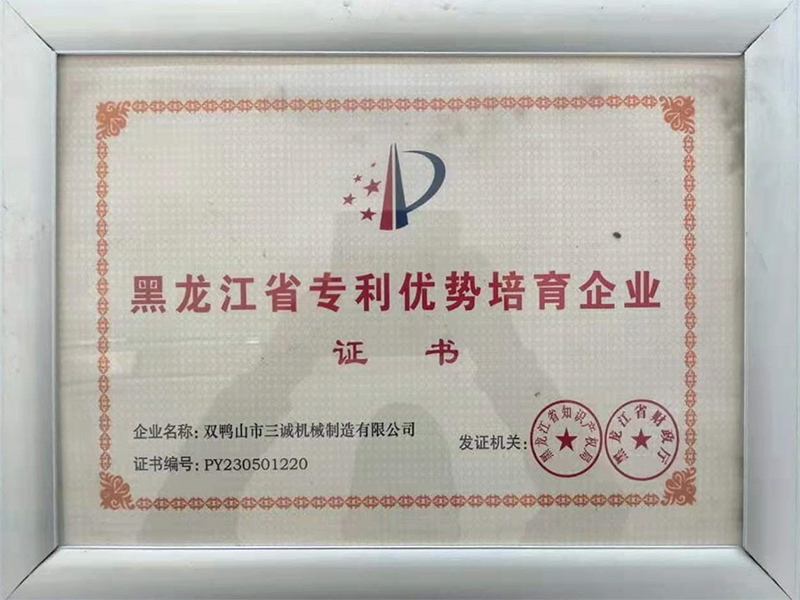 黑龙江省专利优势培育企业
证 书
企业名称：双鸭山市三诚机械制造有限公司
证书编号：PY230501220
发证机关：
黑龙江省知识产权局
黑龙江省财政厅